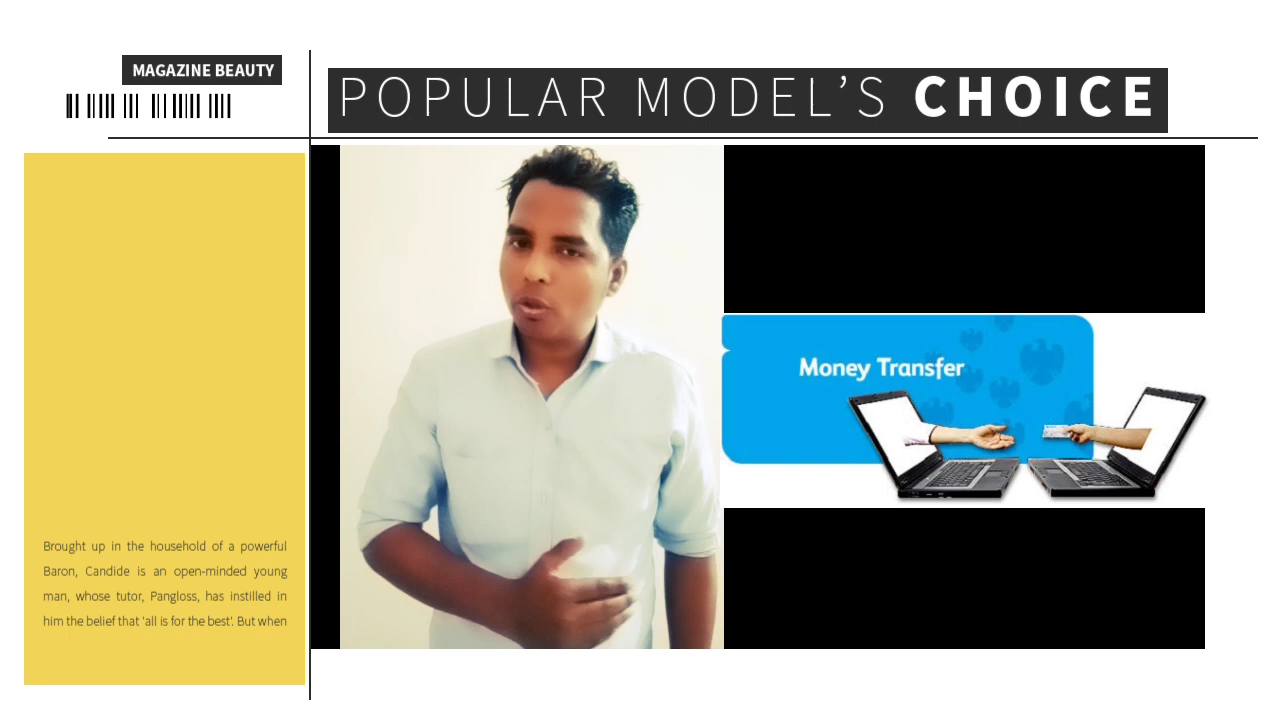 MAGAZINE BEAUTY
POPULAR MODEL’S CHOICE
Money Transfer
Brought up in the household of a powerful
Baron, Candide is an open-minded young
man, whose tutor, Pangloss, has instilled in
him the belief that ‘all is for the best’. But when